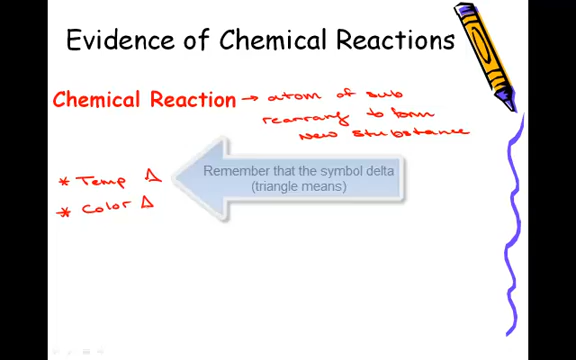 Evidence of Chemical Reactions
Chemical Reaction → atom of sub
rearrang to form
New Stubstance
* Temp Δ
Remember that the symbol delta
(triangle means)
* Color Δ